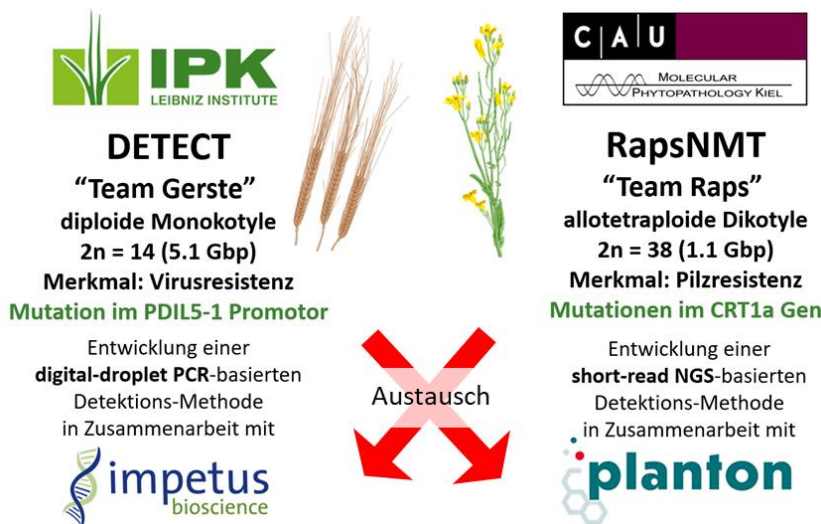 IPK
LEIBNIZ INSTITUTE
DETECT
“Team Gerste”
diploide Monokotyle
2n = 14 (5.1 Gbp)
Merkmal: Virusresistenz
Mutation im PDIL5-1 Promotor
Entwicklung einer
digital-droplet PCR-basierten
Detektions-Methode
in Zusammenarbeit mit
impetus
bioscience
Austausch
C|A|U
MOLECULAR
PHYTOPATHOLOGY KIEL
RapsNMT
“Team Raps”
allotetraploide Dikotyle
2n = 38 (1.1 Gbp)
Merkmal: Pilzresistenz
Mutationen im CRT1a Gen
Entwicklung einer
short-read NGS-basierten
Detektions-Methode
in Zusammenarbeit mit
planton